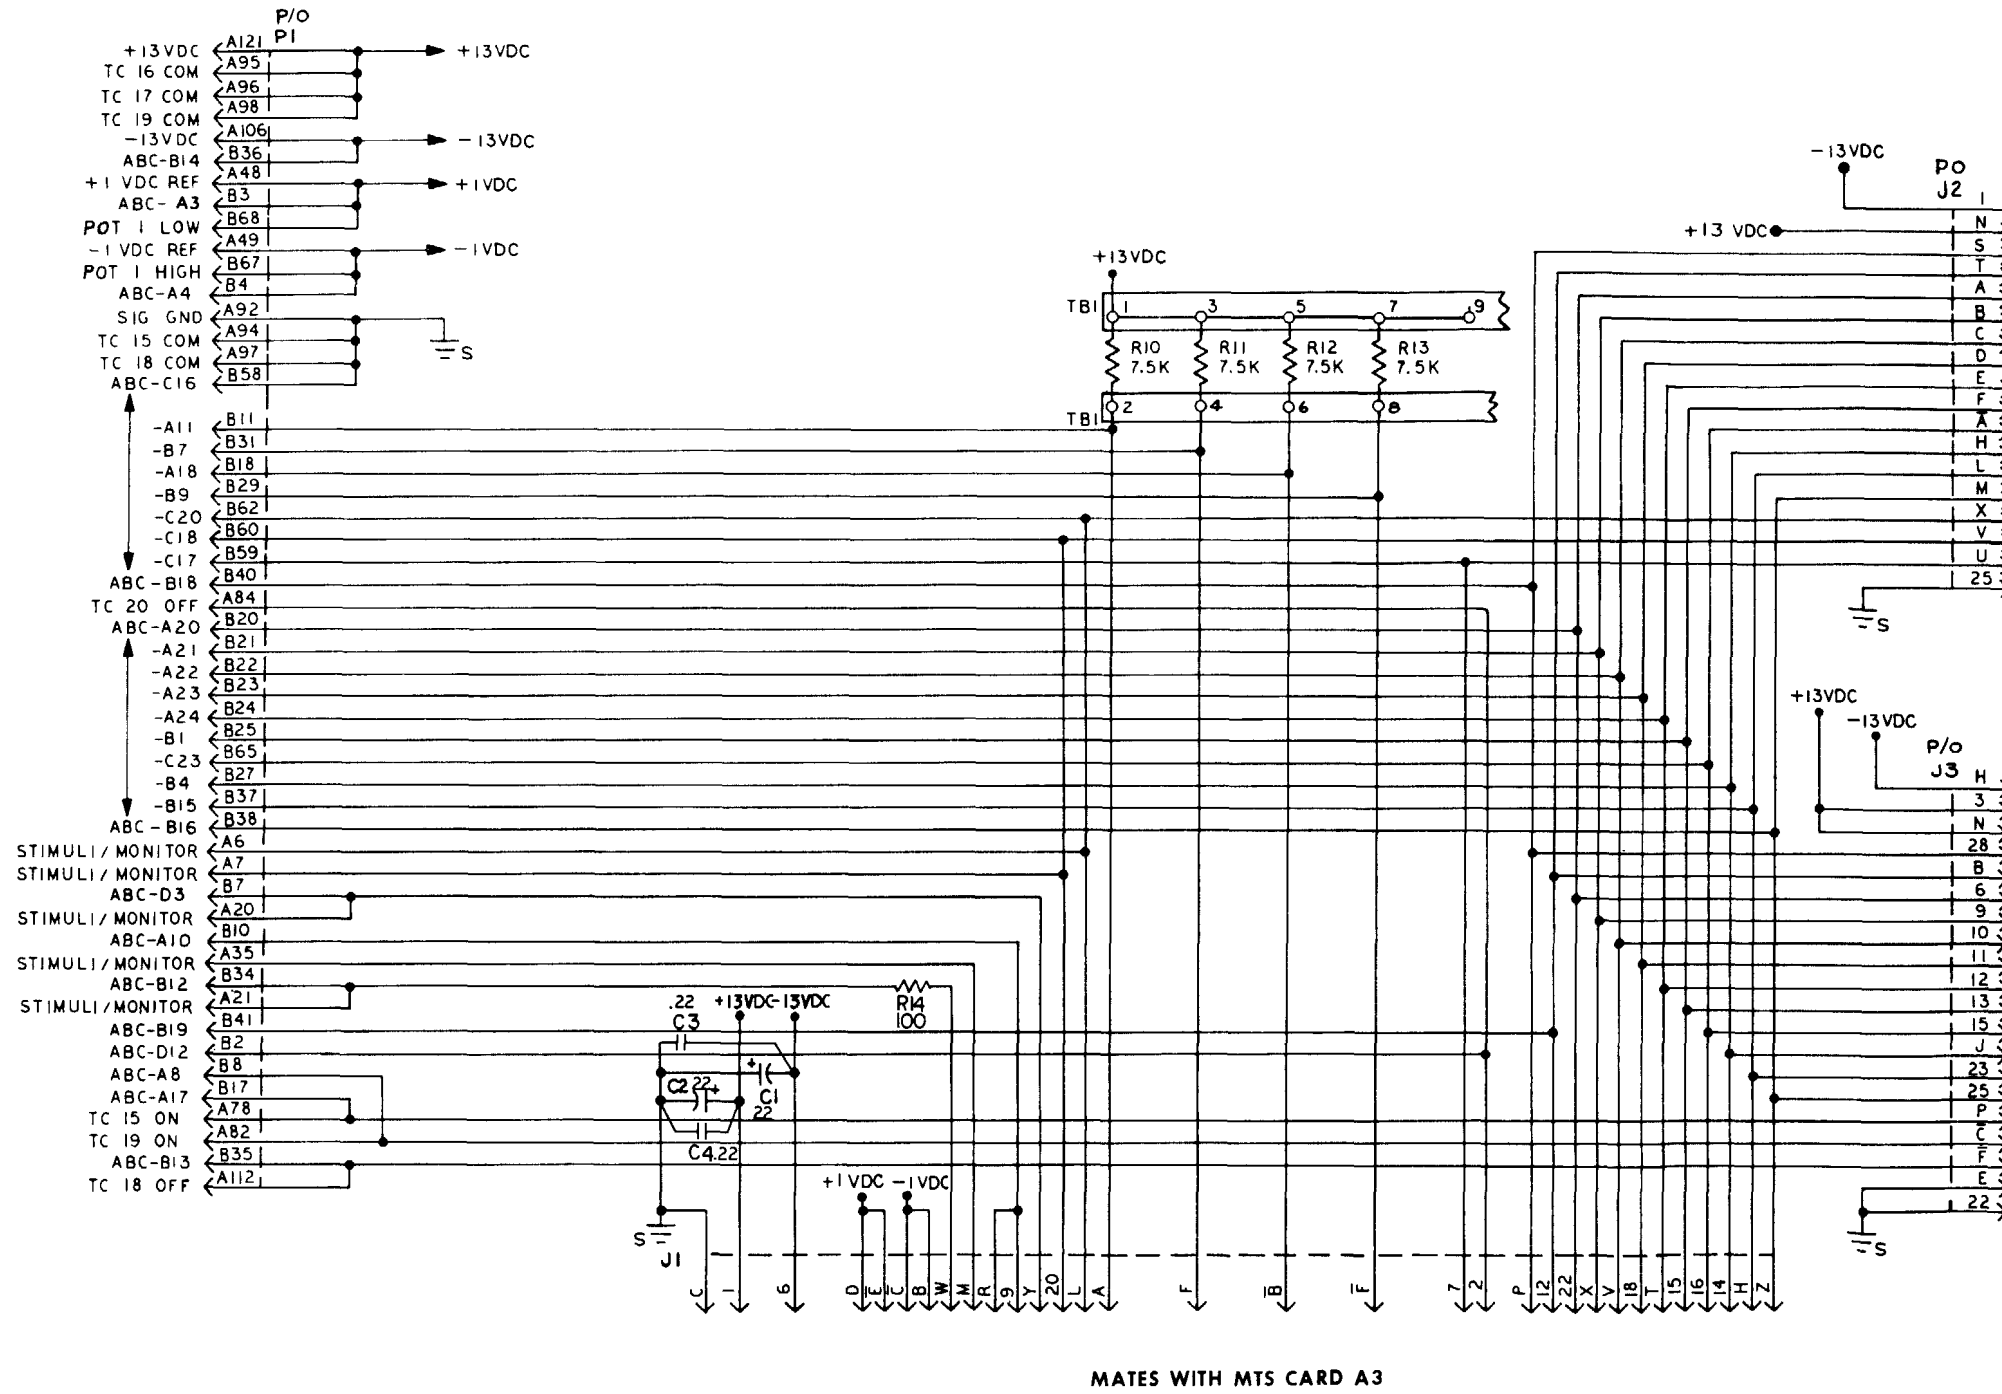 P/O
P1
+13VDC A121 +13VDC
TC 16 COM A95
TC 17 COM A96
TC 19 COM A98
-13VDC A106 -13VDC
ABC-B14 B36
+1 VDC REF A48 +1VDC
ABC-A3 B3
POT 1 LOW B68
-1 VDC REF A49 -1VDC
POT 1 HIGH B67
ABC-A4 B4
SIG GND A92
TC 15 COM A94 S
TC 18 COM A97
ABC-C16 B58
-A11 B11
-B7 B31
-A18 B18
-B9 B29
-C20 B62
-C18 B60
-C17 B59
ABC-B18 B40
TC 20 OFF A84
ABC-A20 B20
-A21 B21
-A22 B22
-A23 B23
-A24 B24
-B1 B25
-C23 B65
-B4 B27
-B15 B37
ABC-B16 B38
STIMULI/MONITOR A6
STIMULI/MONITOR A7
ABC-D3 B7
STIMULI/MONITOR A20
ABC-A10 B10
STIMULI/MONITOR A35
ABC-B12 B34
STIMULI/MONITOR A21
ABC-B19 B41
ABC-D12 B2
ABC-A8 B8
ABC-A17 B17
TC 15 ON A78
TC 19 ON A82
ABC-B13 B35
TC 18 OFF A112
+13VDC
TB1 1 3 5 7 9
R10 R11 R12 R13
7.5K 7.5K 7.5K 7.5K
TB1 2 4 6 8
R14
100
.22 +13VDC -13VDC
C3
+
C2 .22 +
C1
22
C4 .22
+1VDC -1VDC
S
J1
C 1 6 D E̅ C̅ B W M R 9 Y 20 L A F B̅ F̅ 7 2 P 12 22 X V 18 T 15 16 14 H Z
-13VDC
PO
J2
+13 VDC
1
N
S
T
A
B
C
D
E
F
A̅
H
L
M
X
V
U
25
S
+13VDC
-13VDC
P/O
J3
H
3
N
28
B
6
9
10
11
12
13
15
J
23
25
P
C̅
F̅
E
22
S
MATES WITH MTS CARD A3